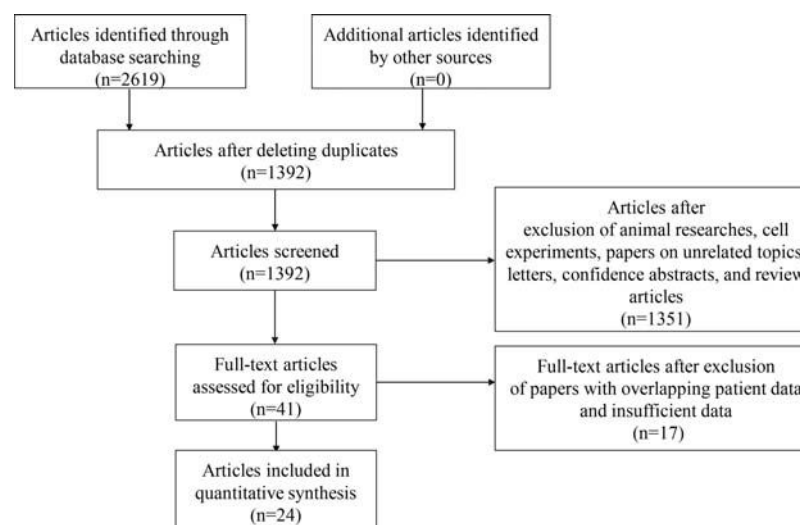 Articles identified through
database searching
(n=2619)
Additional articles identified
by other sources
(n=0)
Articles after deleting duplicates
(n=1392)
Articles screened
(n=1392)
Articles after
exclusion of animal researches, cell
experiments, papers on unrelated topics
letters, confidence abstracts, and review
articles
(n=1351)
Full-text articles
assessed for eligibility
(n=41)
Full-text articles after exclusion
of papers with overlapping patient data
and insufficient data
(n=17)
Articles included in
quantitative synthesis
(n=24)